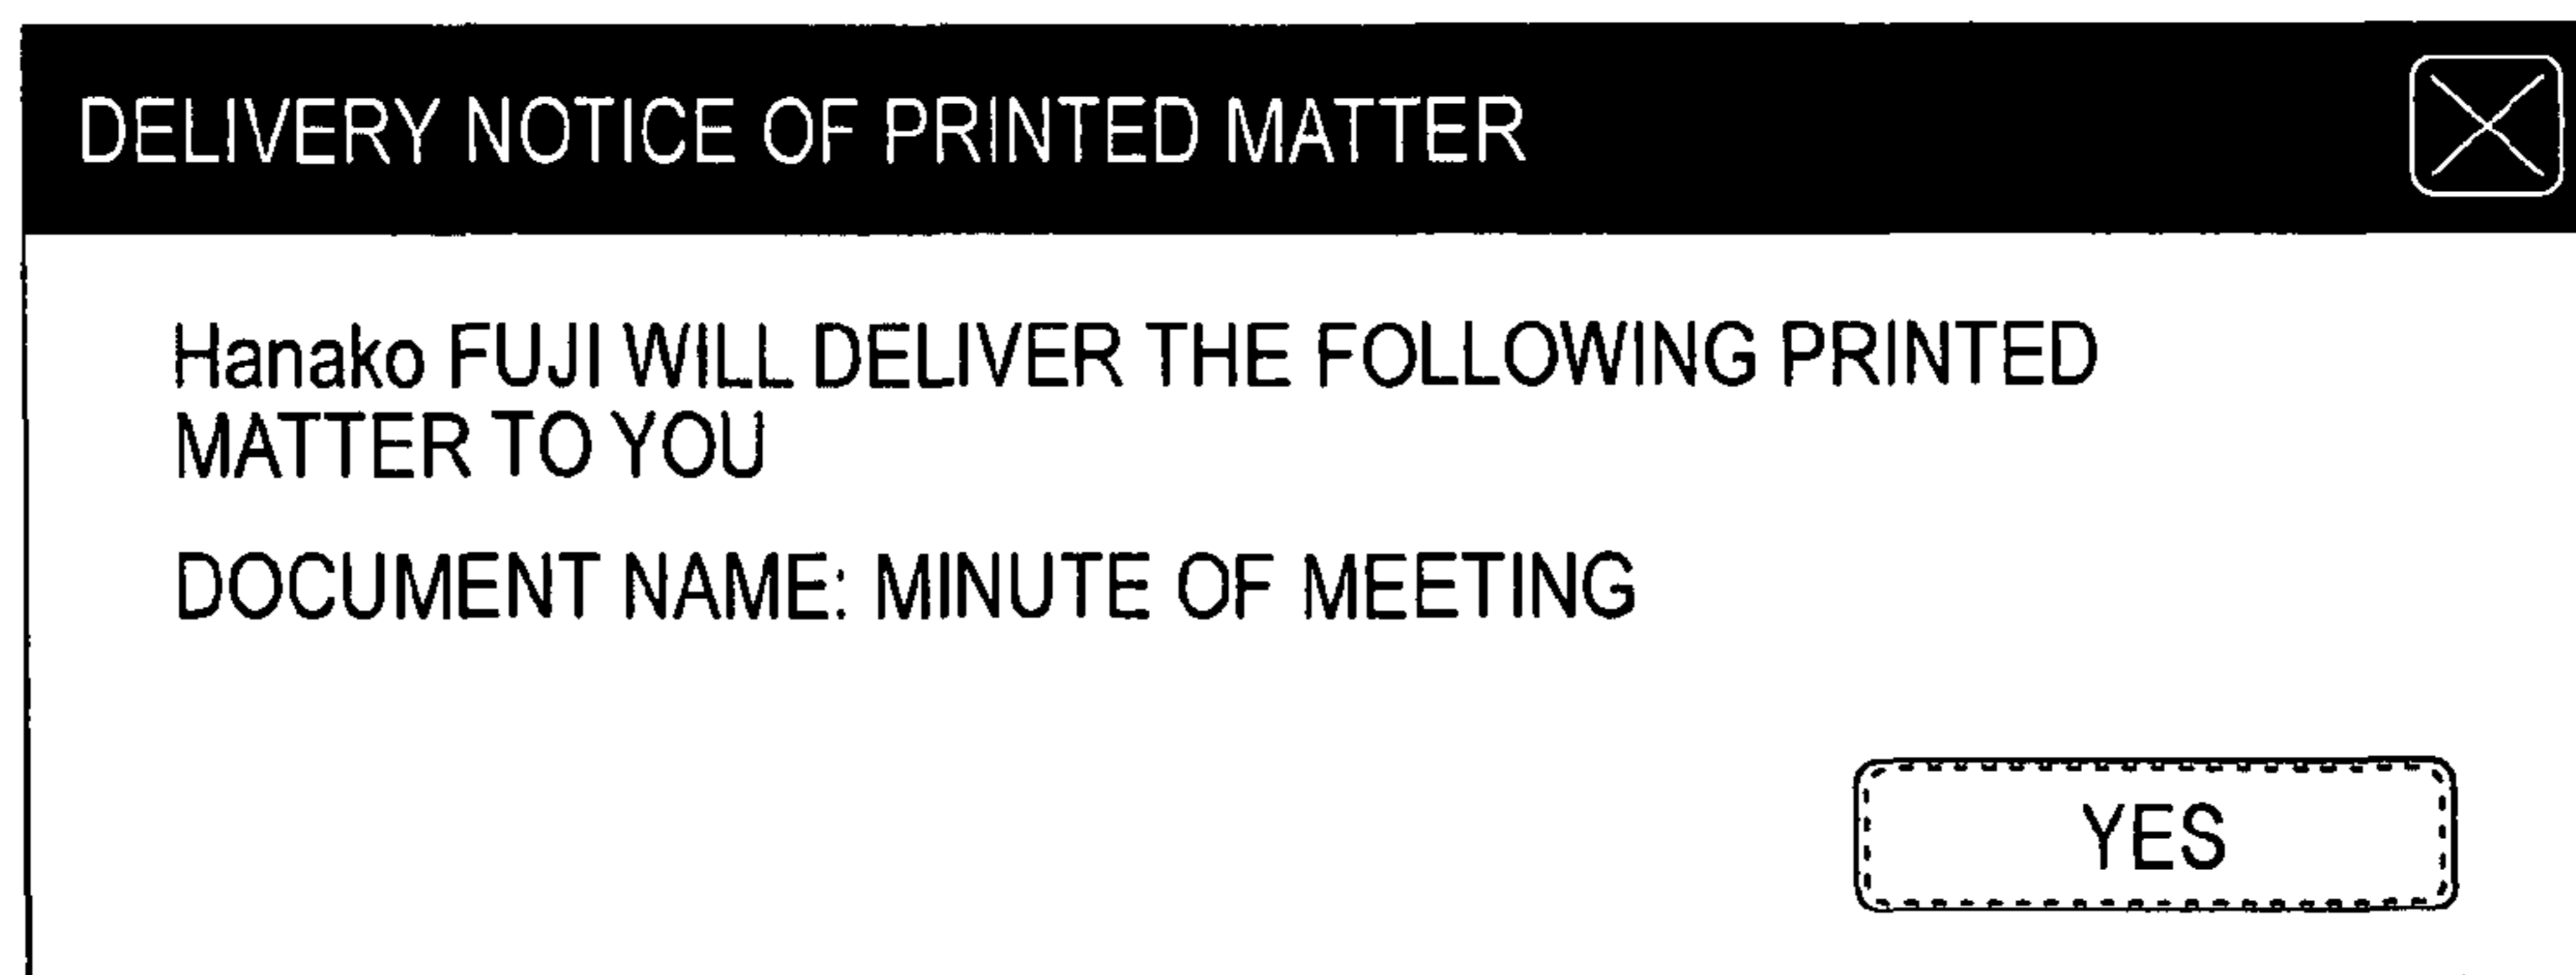 DELIVERY NOTICE OF PRINTED MATTER
Hanako FUJI WILL DELIVER THE FOLLOWING PRINTED
MATTER TO YOU
DOCUMENT NAME: MINUTE OF MEETING
YES